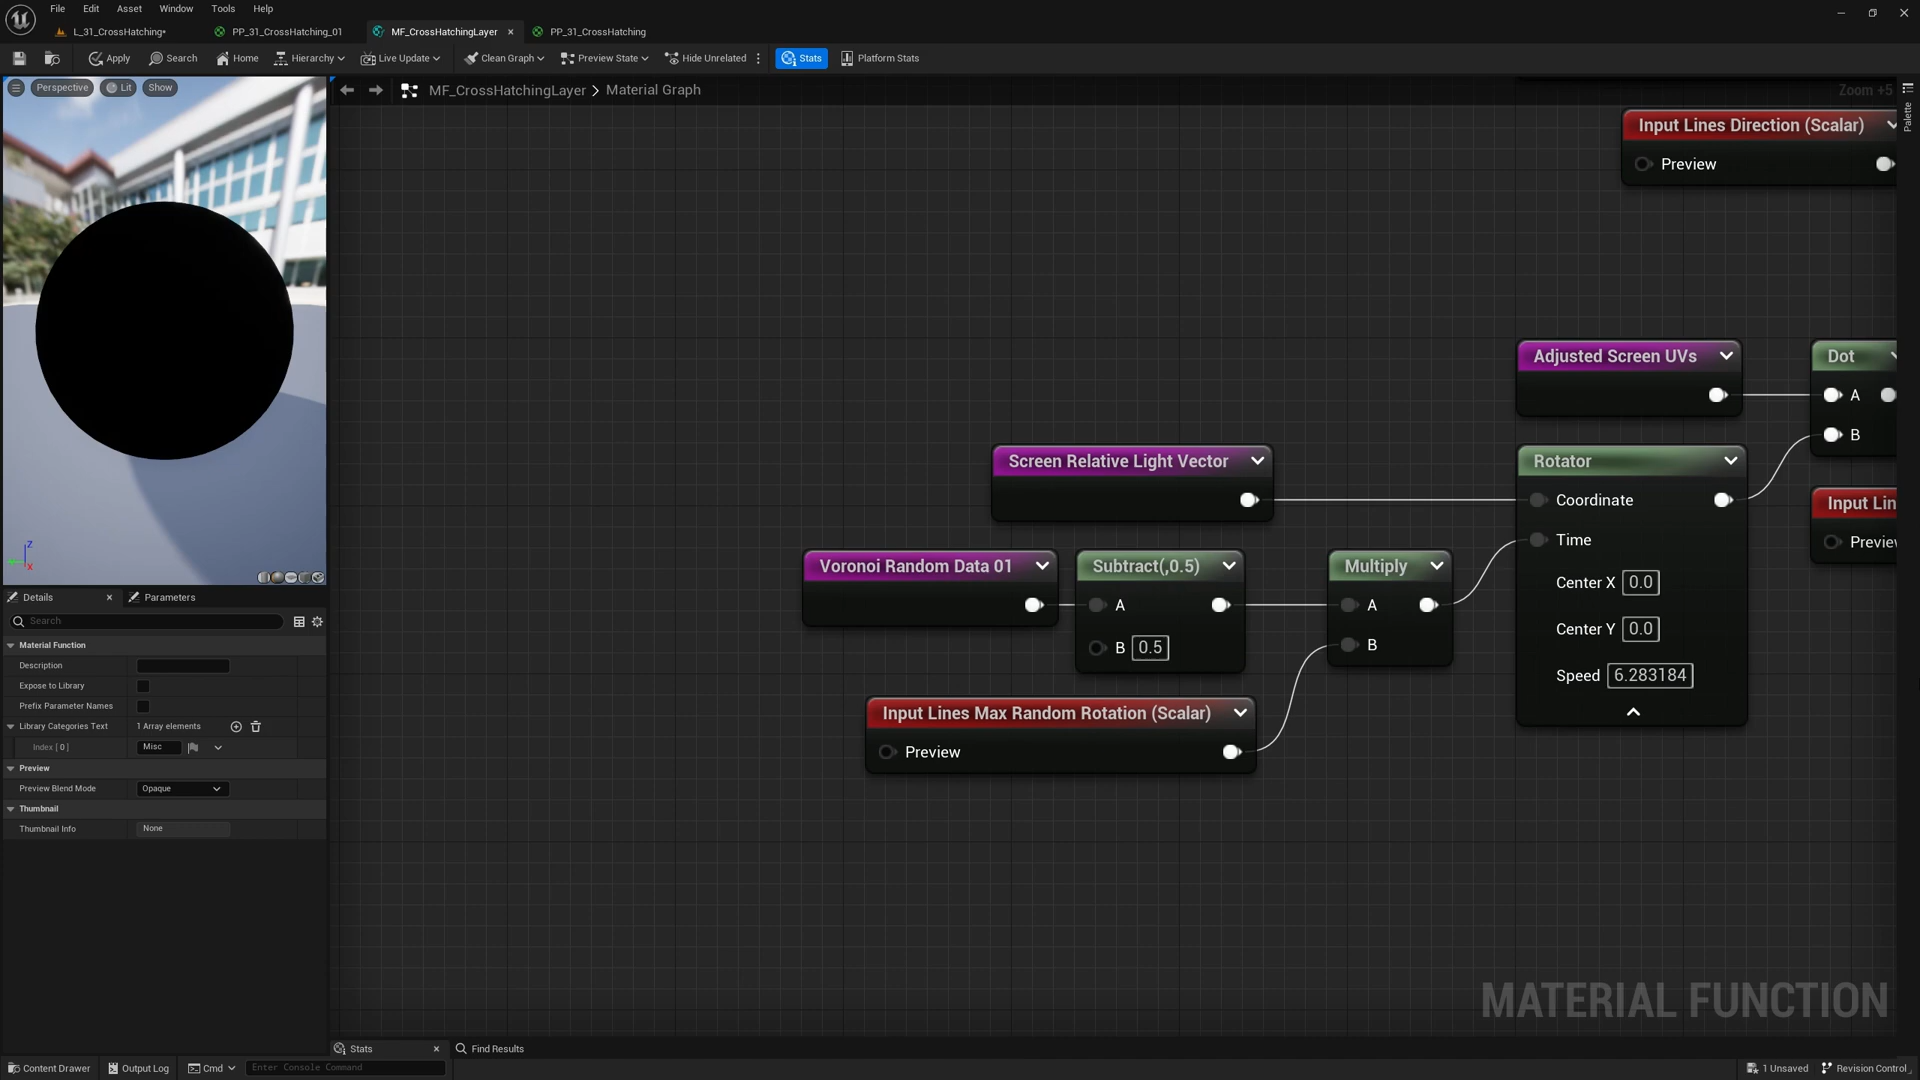 File Edit Asset Window Tools Help
L_31_CrossHatching* PP_31_CrossHatching_01 MF_CrossHatchingLayer PP_31_CrossHatching
Apply Search Home Hierarchy Live Update Clean Graph Preview State Hide Unrelated Stats Platform Stats
Perspective Lit Show
MF_CrossHatchingLayer > Material Graph
Zoom +5
Palette
Input Lines Direction (Scalar)
Preview
Adjusted Screen UVs
Dot
A
B
Screen Relative Light Vector
Rotator
Coordinate
Time
Center X 0.0
Center Y 0.0
Speed 6.283184
Input Lin
Preview
Voronoi Random Data 01
Subtract(,0.5)
A
B 0.5
Multiply
A
B
Input Lines Max Random Rotation (Scalar)
Preview
Z
X
Details Parameters
Search
Material Function
Description
Expose to Library
Prefix Parameter Names
Library Categories Text 1 Array elements
Index [ 0 ] Misc
Preview
Preview Blend Mode Opaque
Thumbnail
Thumbnail Info None
MATERIAL FUNCTION
Stats Find Results
Content Drawer Output Log Cmd Enter Console Command 1 Unsaved Revision Control